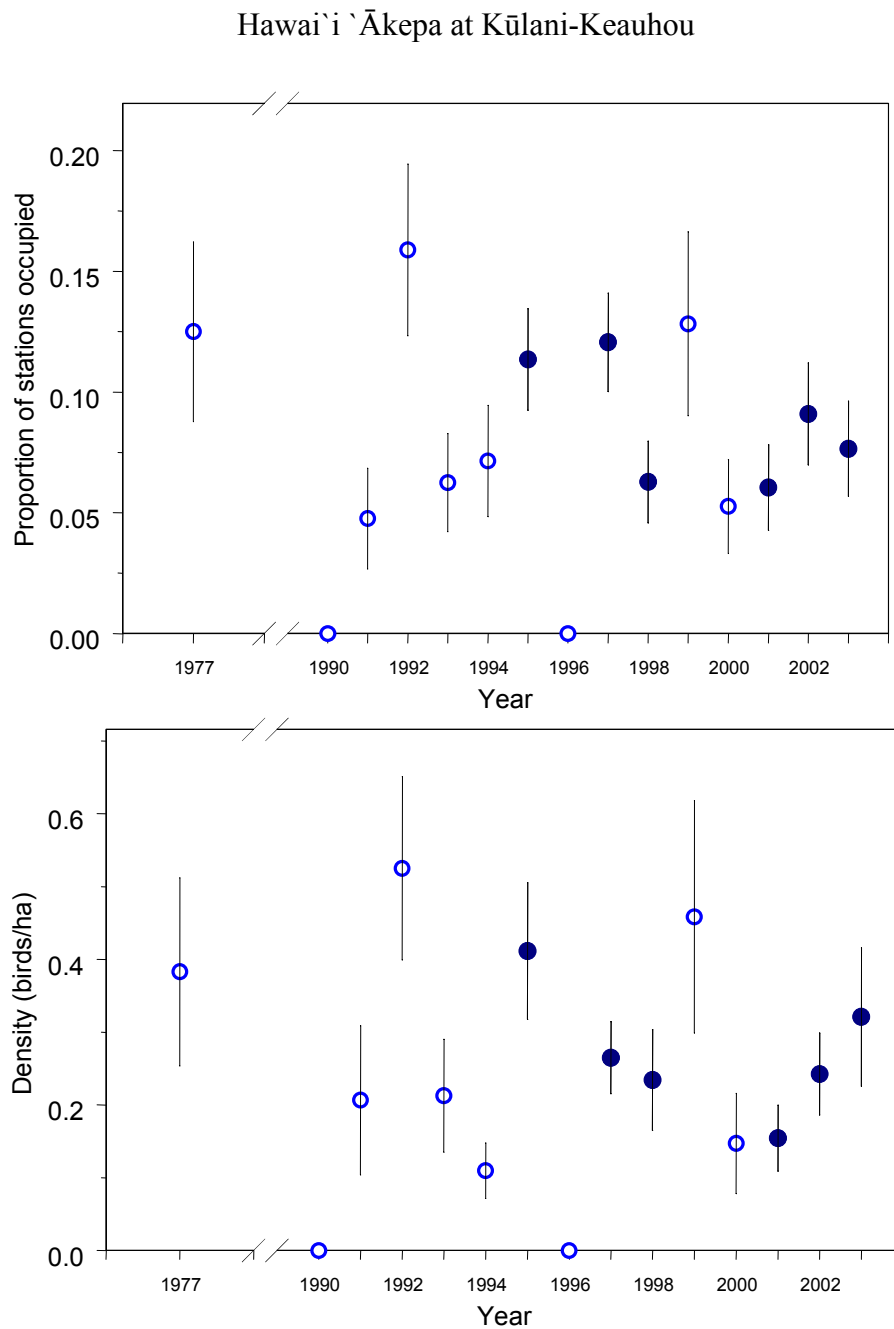 Hawai`i `Ākepa at Kūlani-Keauhou
Proportion of stations occupied
0.20
0.15
0.10
0.05
0.00
1977 1990 1992 1994 1996 1998 2000 2002
Year
Density (birds/ha)
0.6
0.4
0.2
0.0
1977 1990 1992 1994 1996 1998 2000 2002
Year